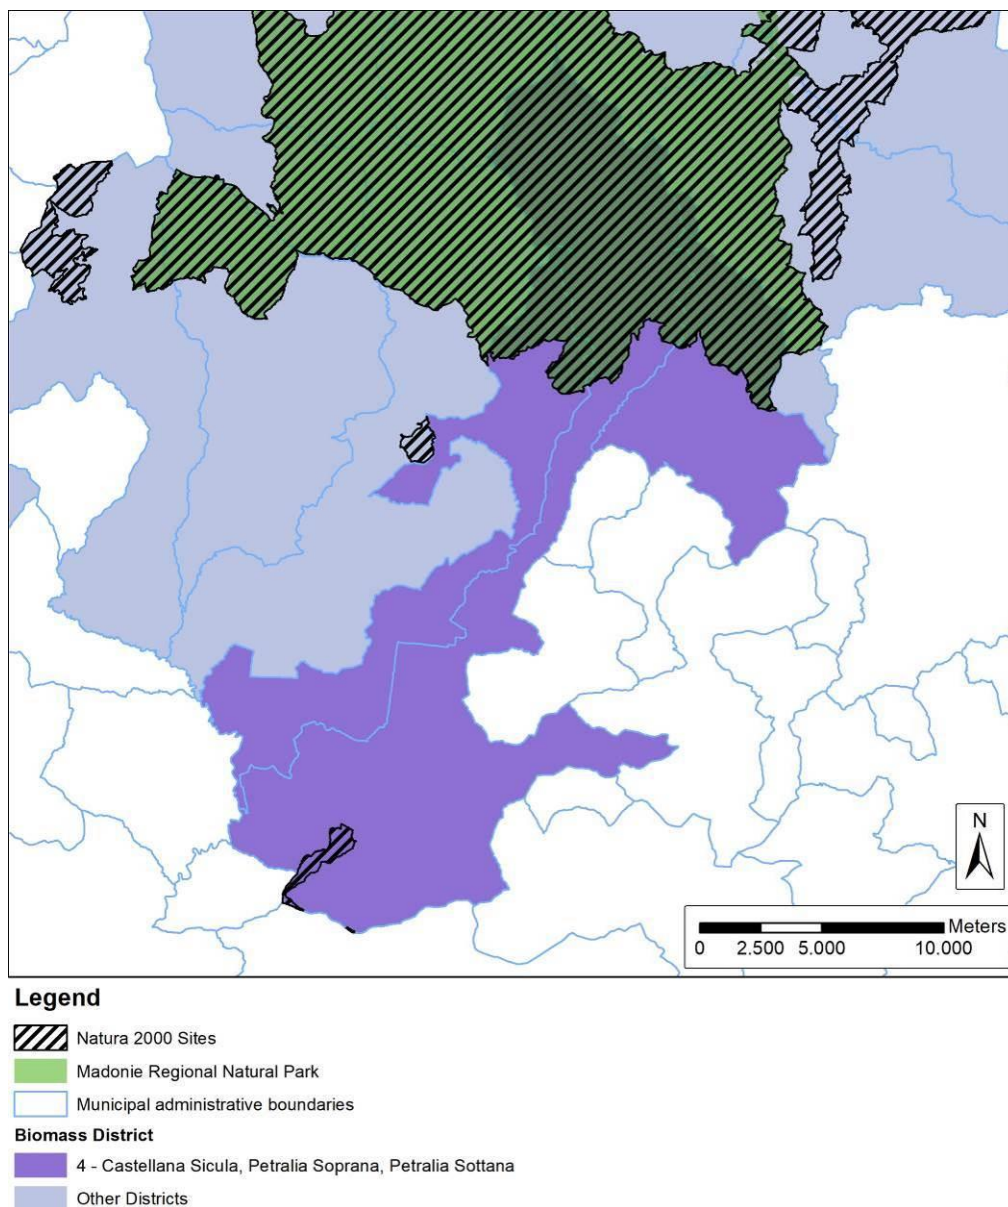 N
Meters
0 2.500 5.000 10.000
Legend
Natura 2000 Sites
Madonie Regional Natural Park
Municipal administrative boundaries
Biomass District
4 - Castellana Sicula, Petralia Soprana, Petralia Sottana
Other Districts